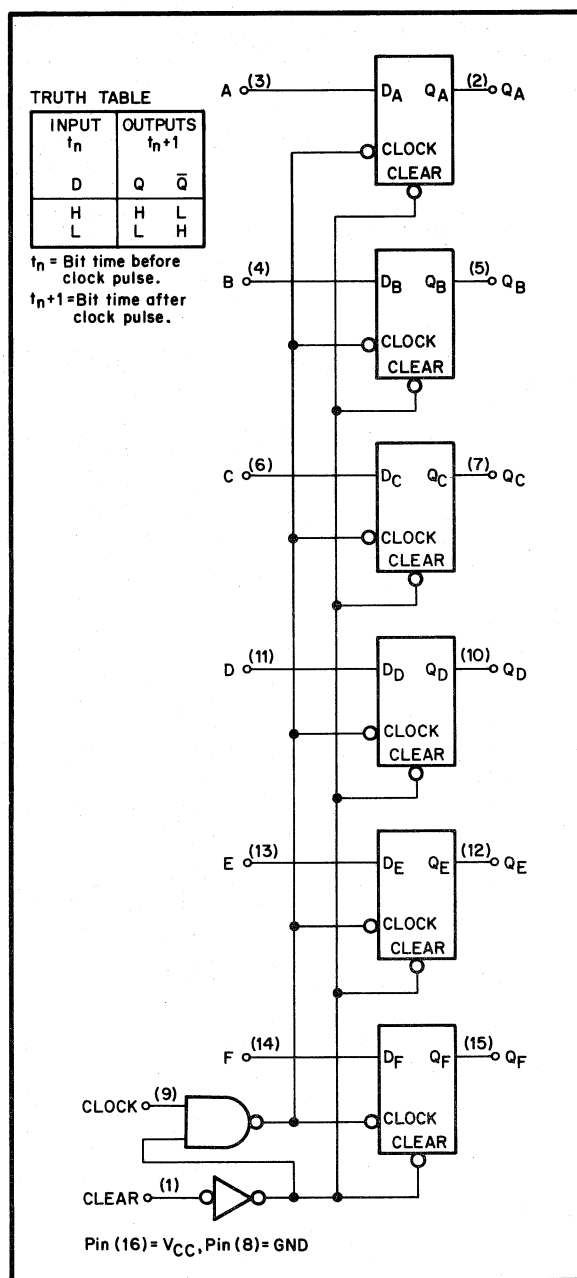 TRUTH TABLE
INPUT OUTPUTS
tn tn+1
D Q Q̅
H H L
L L H
tn = Bit time before
clock pulse.
tn+1 = Bit time after
clock pulse.
A (3) DA QA (2) QA
CLOCK
CLEAR
B (4) DB QB (5) QB
CLOCK
CLEAR
C (6) DC QC (7) QC
CLOCK
CLEAR
D (11) DD QD (10) QD
CLOCK
CLEAR
E (13) DE QE (12) QE
CLOCK
CLEAR
F (14) DF QF (15) QF
CLOCK (9) CLOCK
CLEAR
CLEAR (1)
Pin (16) = VCC, Pin (8) = GND